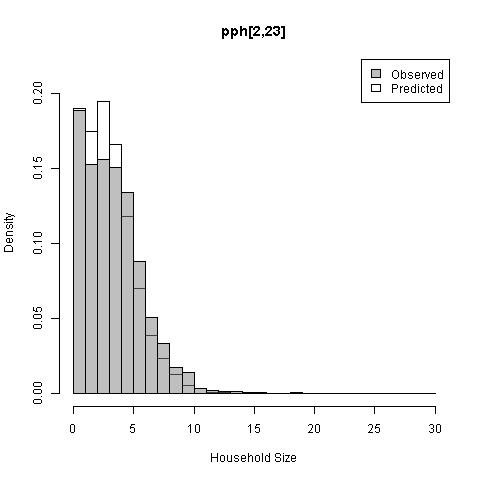 pph[2,23]
Observed
Predicted
0.20
0.15
0.10
0.05
0.00
Density
0 5 10 15 20 25 30
Household Size